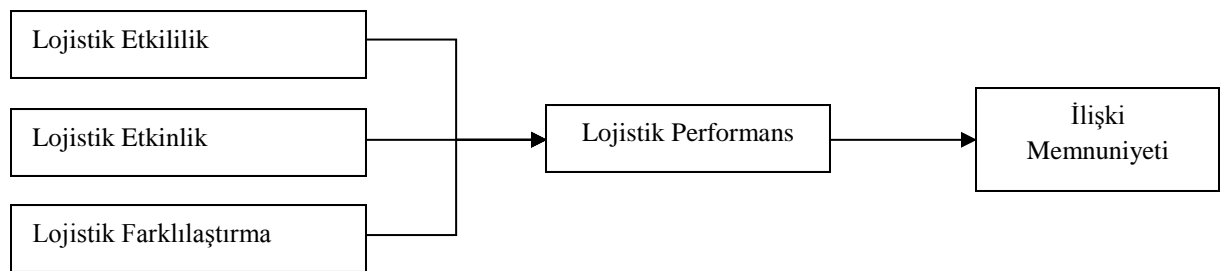 Lojistik Etkililik
Lojistik Etkinlik
Lojistik Farklılaştırma
Lojistik Performans
İlişki
Memnuniyeti